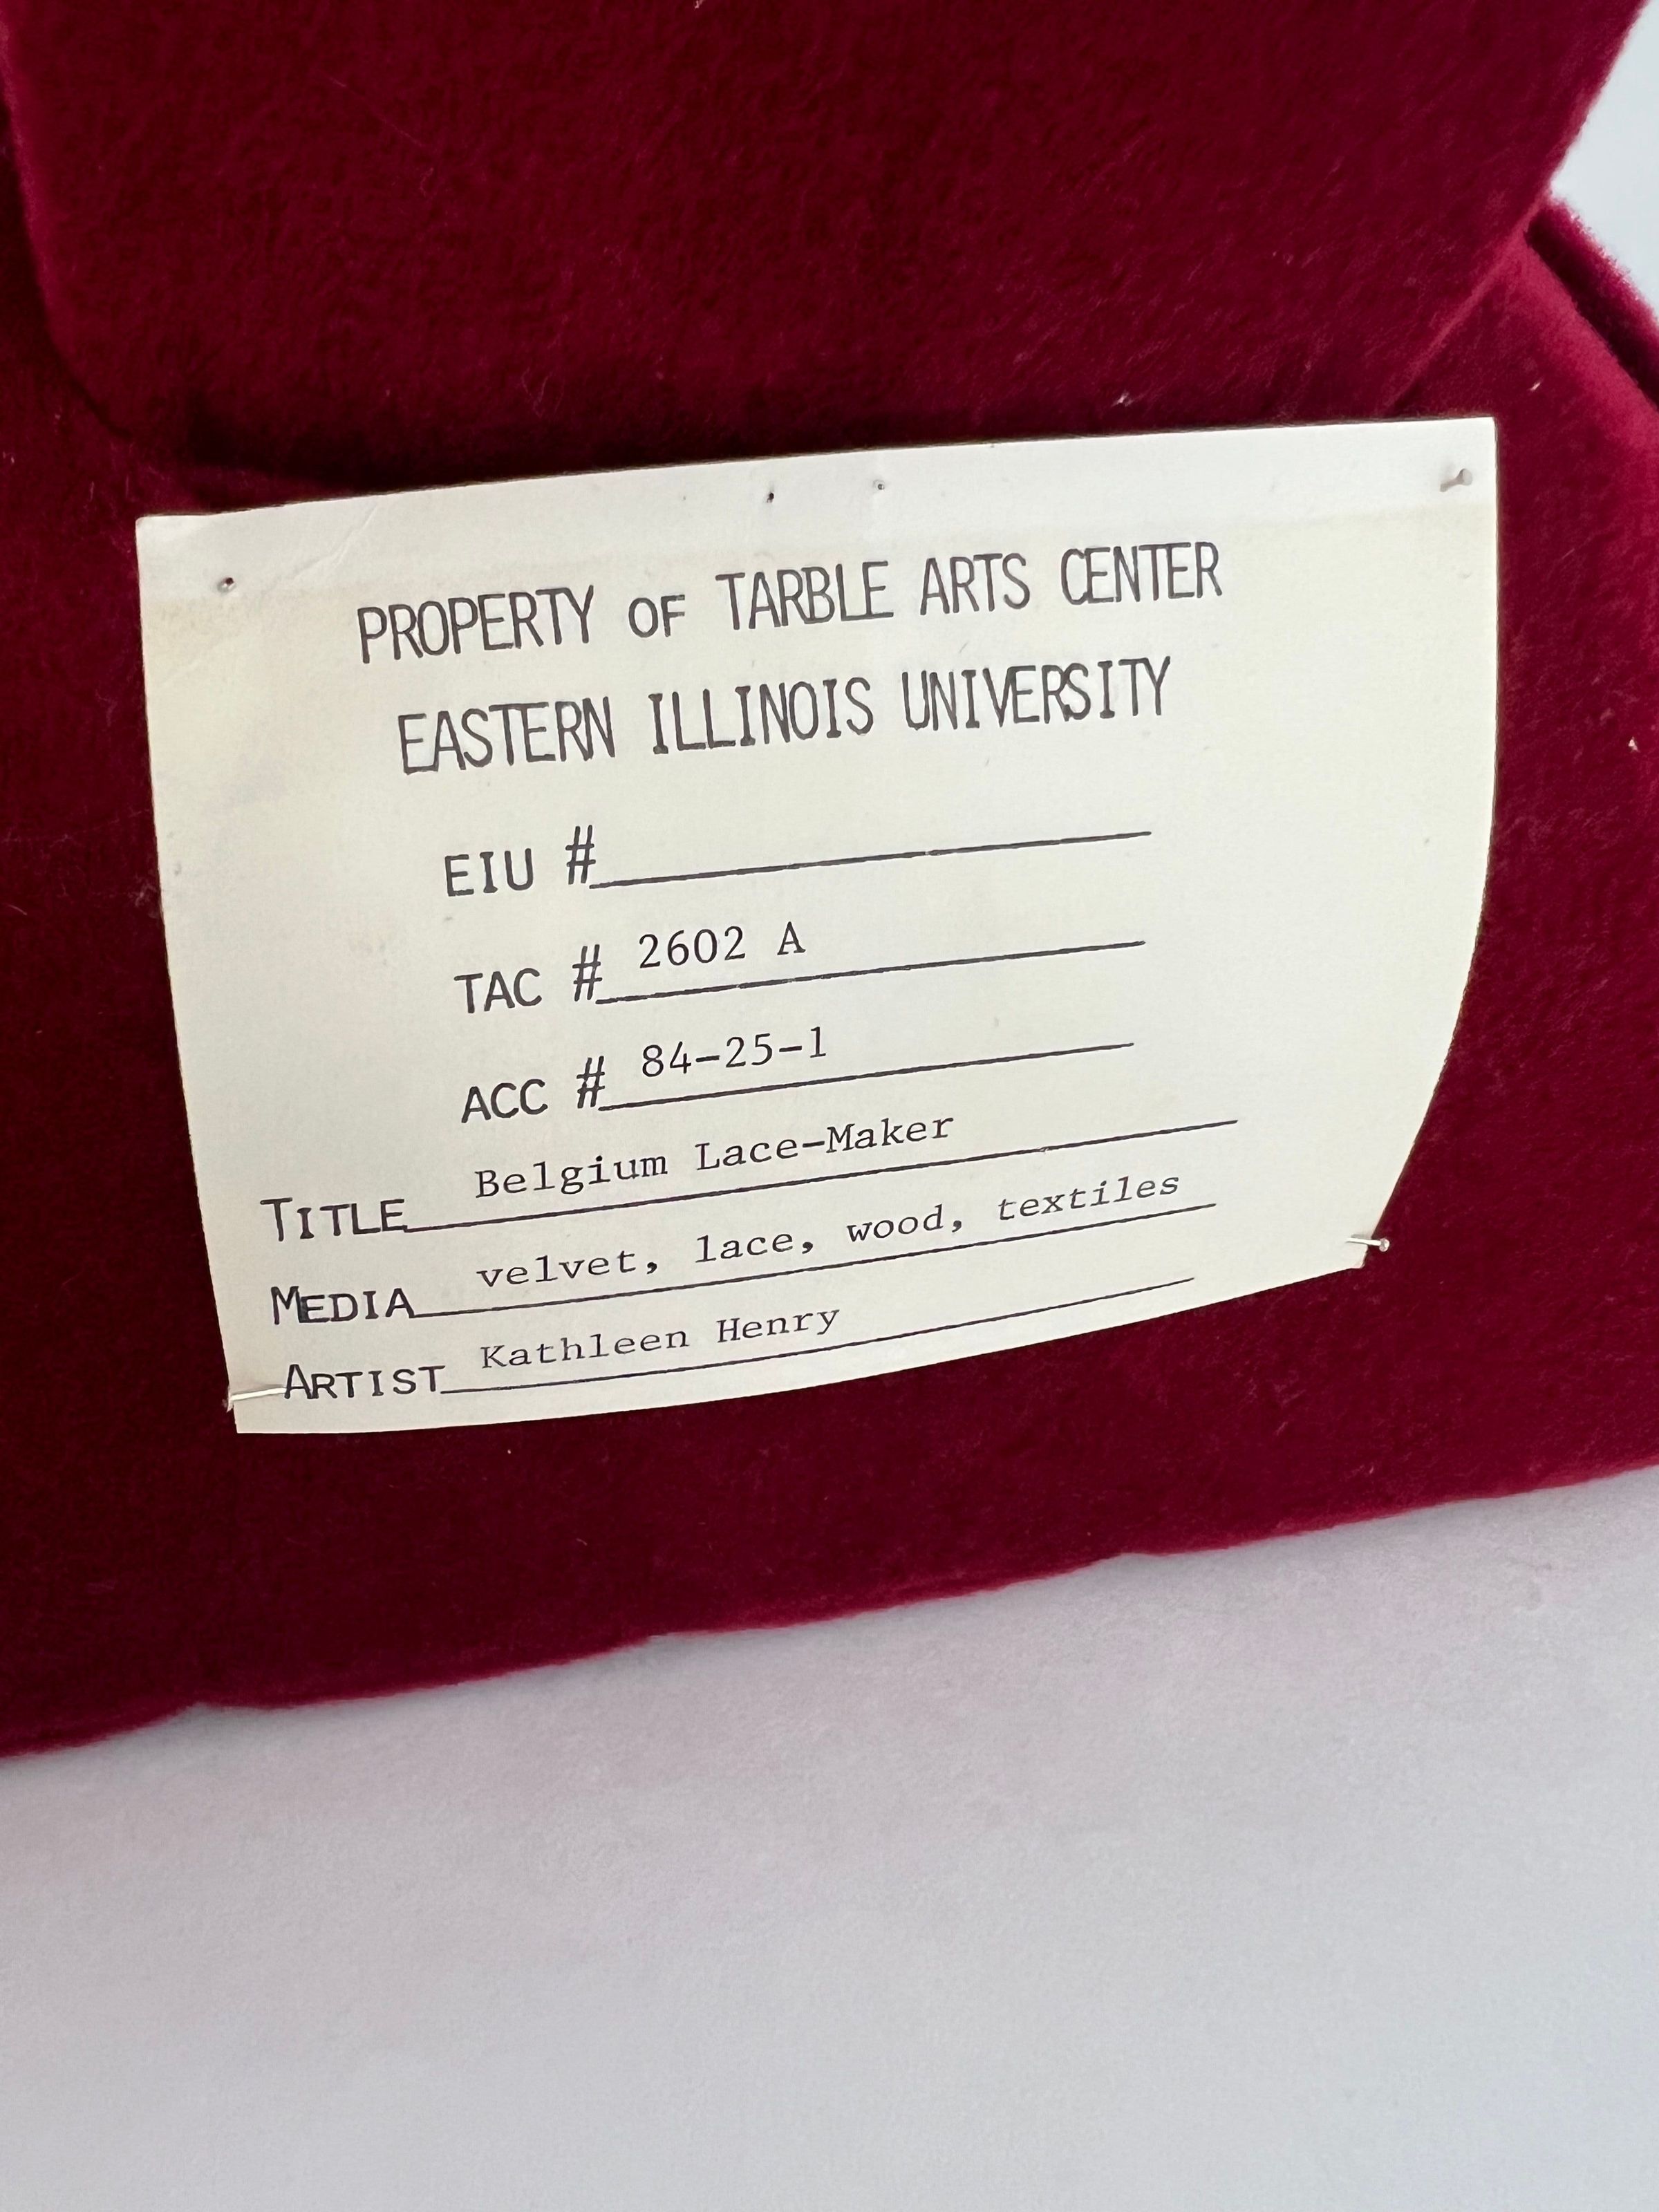 PROPERTY OF TARBLE ARTS CENTER
EASTERN ILLINOIS UNIVERSITY
EIU #
TAC # 2602 A
ACC # 84-25-1
TITLE Belgium Lace-Maker
MEDIA velvet, lace, wood, textiles
ARTIST Kathleen Henry